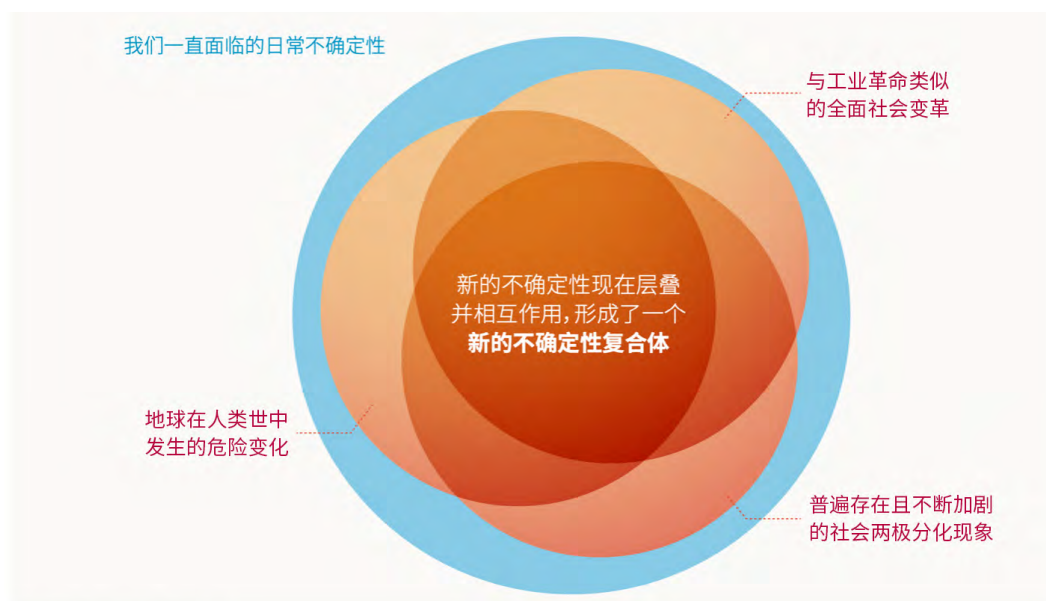 我们一直面临的日常不确定性
与工业革命类似
的全面社会变革
新的不确定性现在层叠
并相互作用，形成了一个
新的不确定性复合体
地球在人类世中
发生的危险变化
普遍存在且不断加剧
的社会两极分化现象